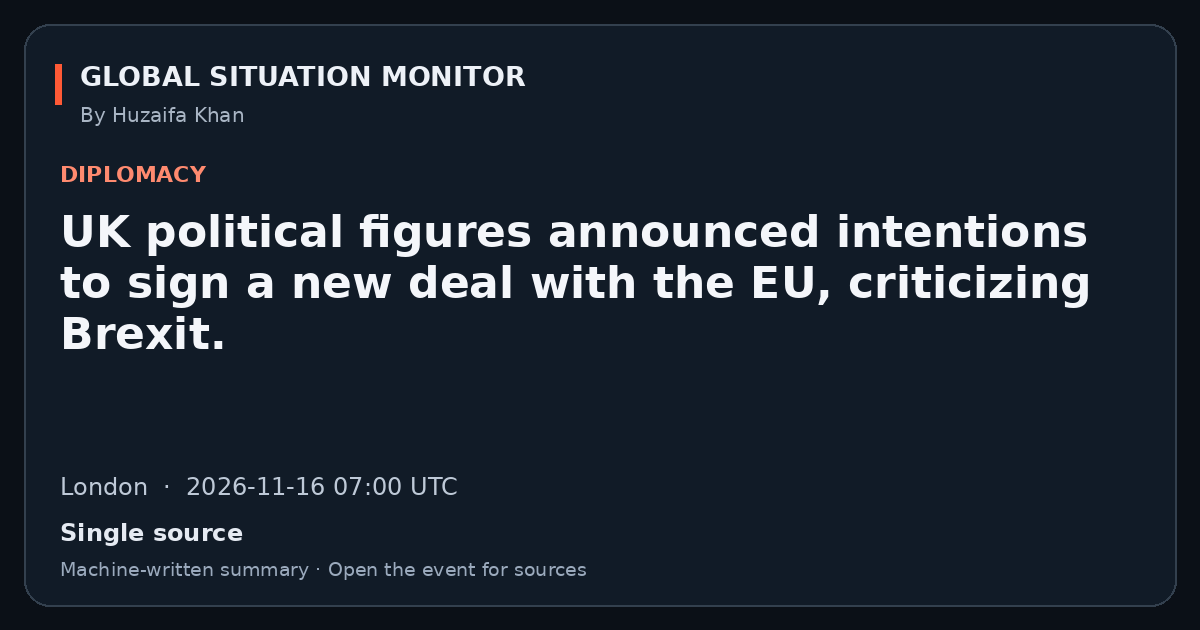 GLOBAL SITUATION MONITOR
By Huzaifa Khan
DIPLOMACY
UK political figures announced intentions
to sign a new deal with the EU, criticizing
Brexit.
London · 2026-11-16 07:00 UTC
Single source
Machine-written summary · Open the event for sources